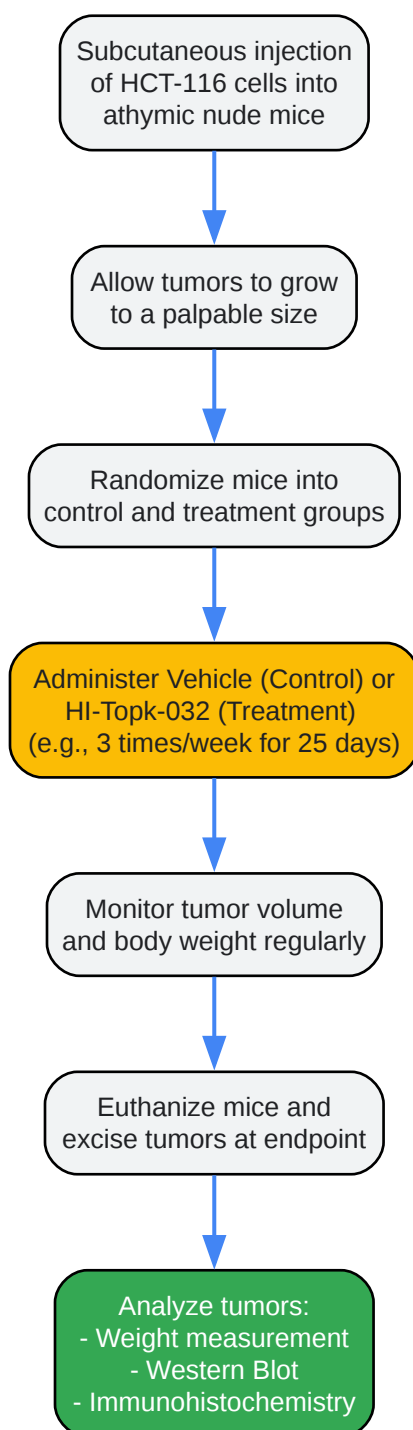 Subcutaneous injection
of HCT-116 cells into
athymic nude mice
Allow tumors to grow
to a palpable size
Randomize mice into
control and treatment groups
Administer Vehicle (Control) or
HI-Topk-032 (Treatment)
(e.g., 3 times/week for 25 days)
Monitor tumor volume
and body weight regularly
Euthanize mice and
excise tumors at endpoint
Analyze tumors:
- Weight measurement
- Western Blot
- Immunohistochemistry